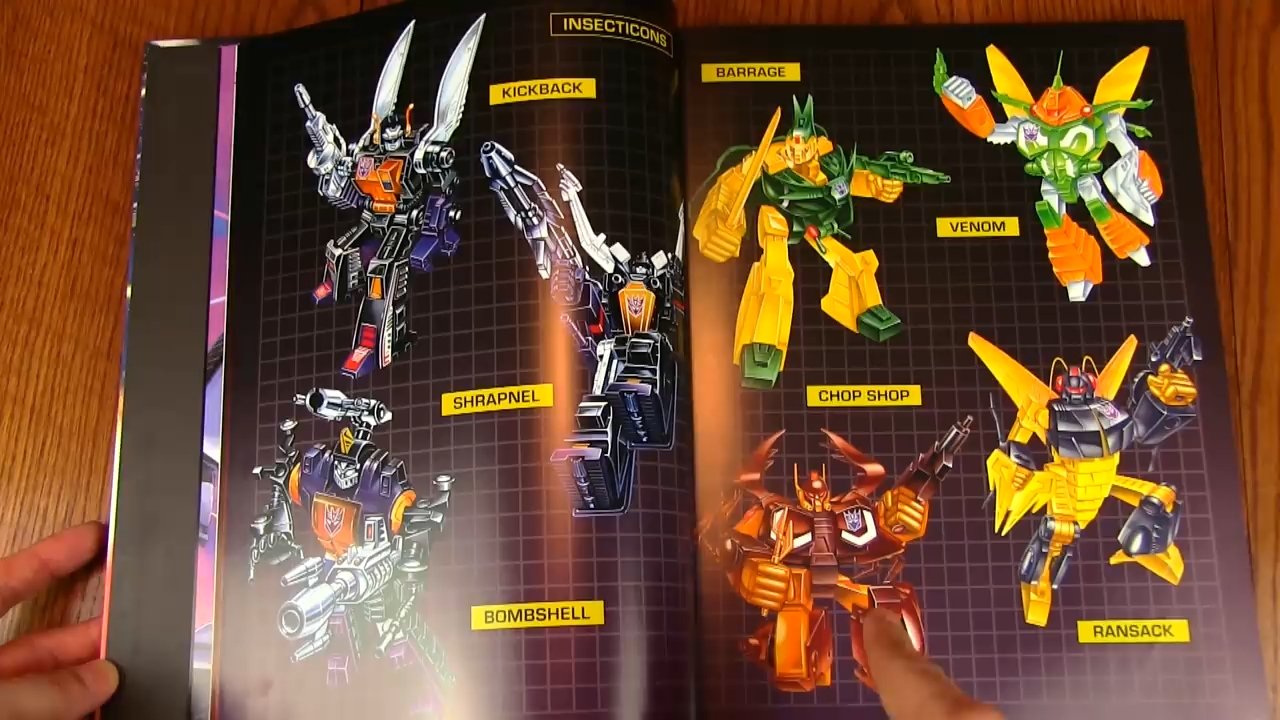 INSECTICONS
KICKBACK
SHRAPNEL
BOMBSHELL
BARRAGE
VENOM
CHOP SHOP
RANSACK